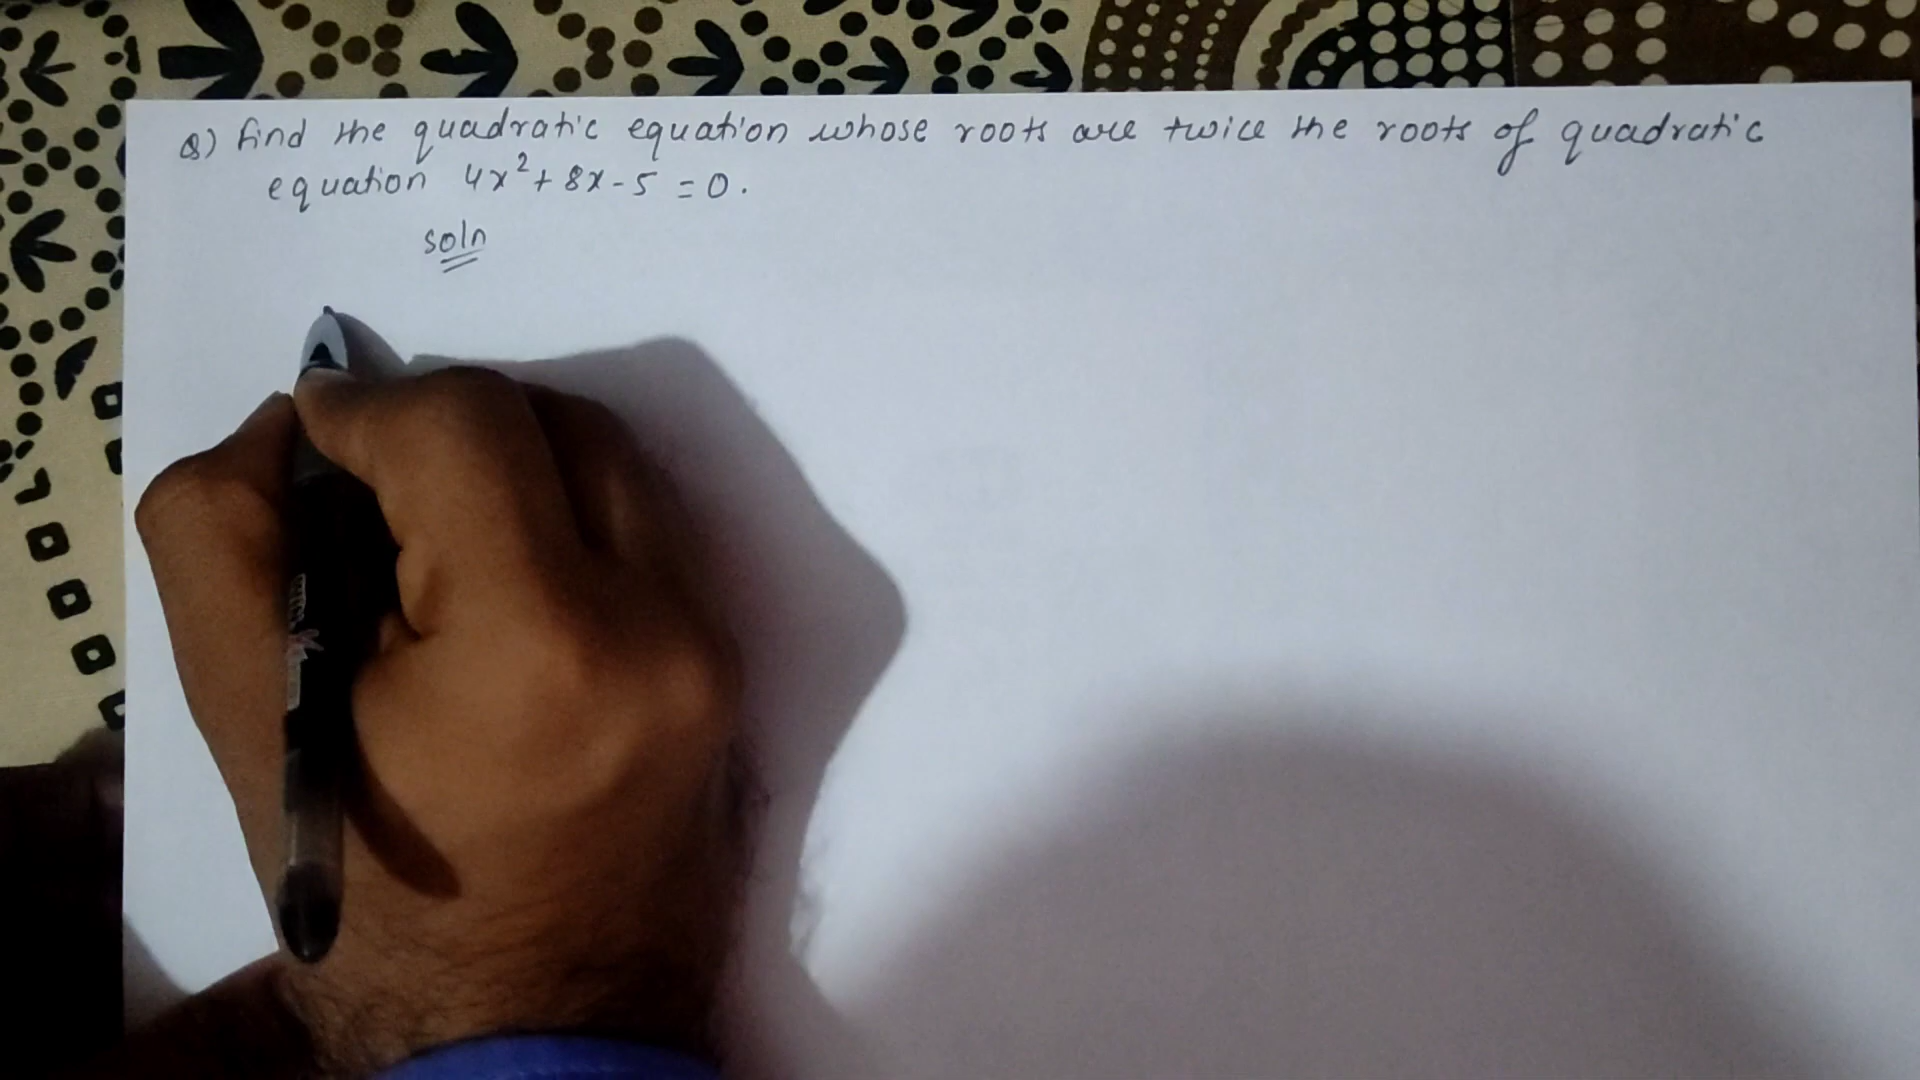 Q) find the quadratic equation whose roots are twice the roots of quadratic
equation 4x²+8x-5 =0.
soln